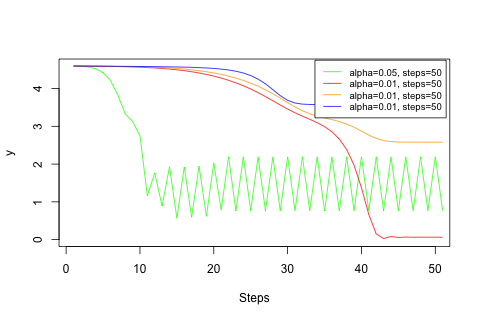 alpha=0.05, steps=50
alpha=0.01, steps=50
alpha=0.01, steps=50
alpha=0.01, steps=50
y
4
3
2
1
0
0 10 20 30 40 50
Steps